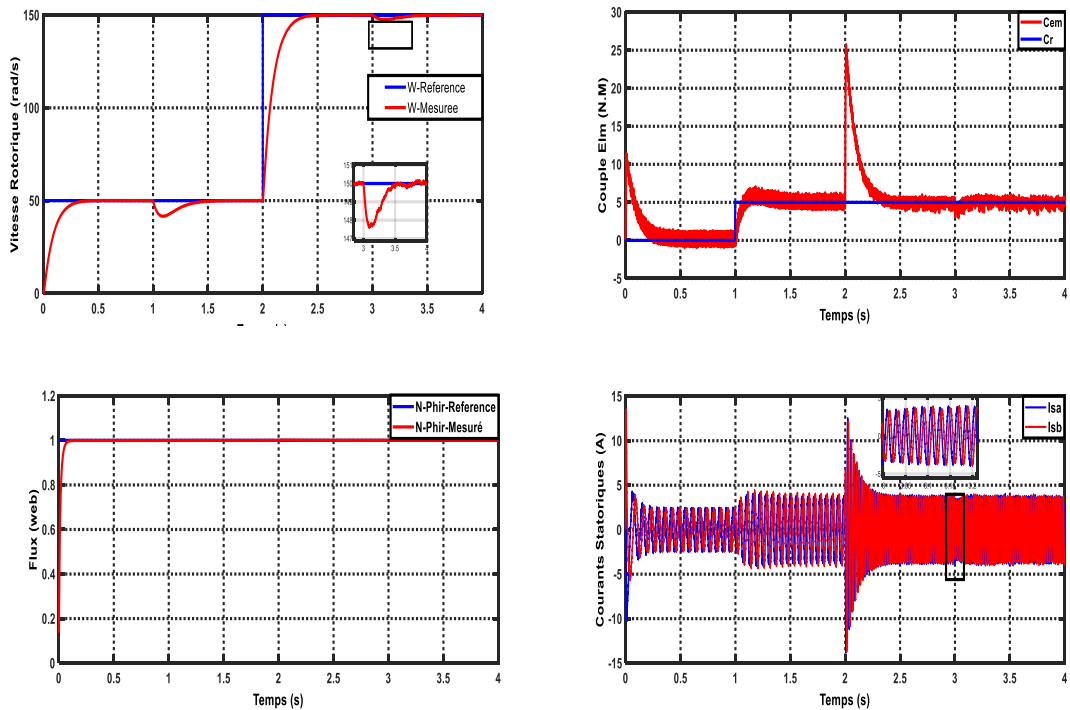 150
100
50
0
Vitesse Rotorique (rad/s)
W-Reference
W-Mesuree
3
3.5
0 0.5 1 1.5 2 2.5 3 3.5 4
30
25
20
15
10
5
0
-5
Couple Elm (N.M)
Cem
Cr
0 0.5 1 1.5 2 2.5 3 3.5 4
Temps (s)
1.2
1
0.8
0.6
0.4
0.2
0
Flux (web)
N-Phir-Reference
N-Phir-Mesuré
0 0.5 1 1.5 2 2.5 3 3.5 4
Temps (s)
15
10
5
0
-5
-10
-15
Courants Statoriques (A)
Isa
Isb
0 0.5 1 1.5 2 2.5 3 3.5 4
Temps (s)